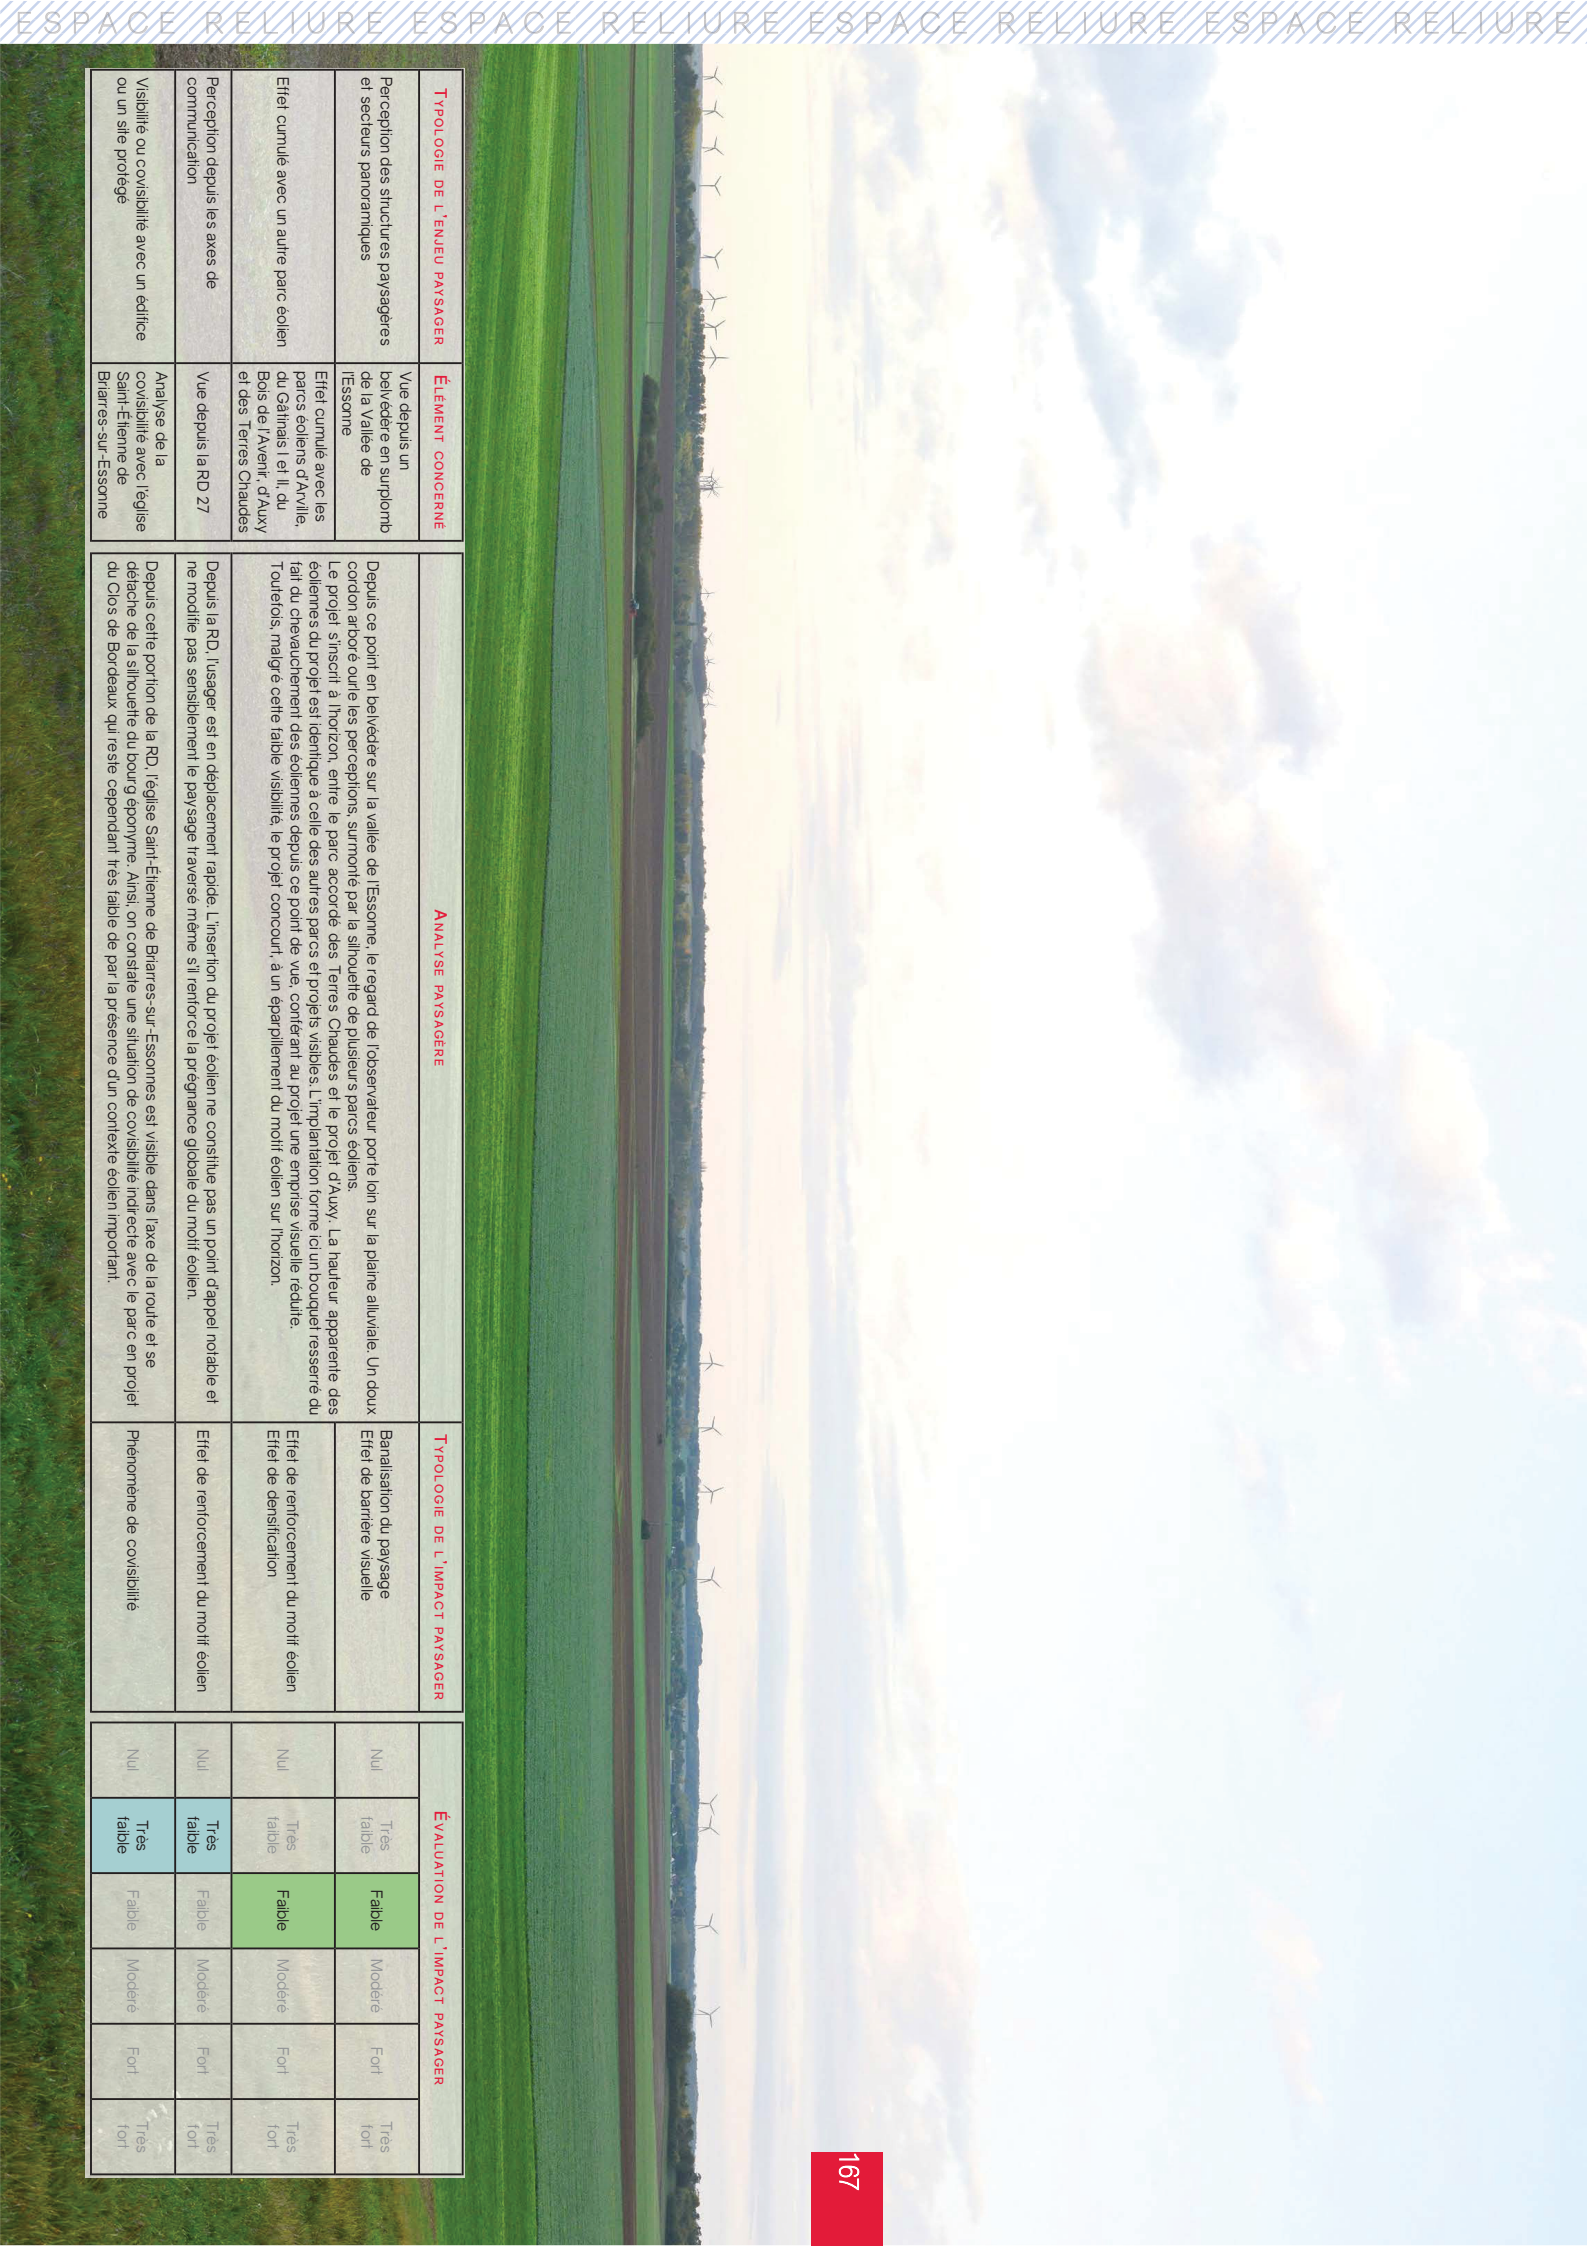 ESPACE RELIURE ESPACE RELIURE ESPACE RELIURE ESPACE RELIURE
Typologie de l'enjeu paysager
Élément concerné
Analyse paysagère
Typologie de l'impact paysager
Évaluation de l'impact paysager
Perception des structures paysagères
et secteurs panoramiques
Vue depuis un
belvédère en surplomb
de la Vallée de
l'Essonne
Depuis ce point en belvédère sur la vallée de l'Essonne, le regard de l'observateur porte loin sur la plaine alluviale. Un doux
cordon arboré ourle les perceptions, surmonté par la silhouette de plusieurs parcs éoliens.
Le projet s'inscrit à l'horizon, entre le parc accordé des Terres Chaudes et le projet d'Auxy. La hauteur apparente des
éoliennes du projet est identique à celle des autres parcs et projets visibles. L'implantation forme ici un bouquet resserré du
fait du chevauchement des éoliennes depuis ce point de vue, conférant au projet une emprise visuelle réduite.
Toutefois, malgré cette faible visibilité, le projet concourt, à un éparpillement du motif éolien sur l'horizon.
Banalisation du paysage
Effet de barrière visuelle
Nul
Très
faible
Faible
Modéré
Fort
Très
fort
Effet cumulé avec un autre parc éolien
Effet cumulé avec les
parcs éoliens d'Arville,
du Gâtinais I et II, du
Bois de l'Avenir, d'Auxy
et des Terres Chaudes
Effet de renforcement du motif éolien
Effet de densification
Nul
Très
faible
Faible
Modéré
Fort
Très
fort
Perception depuis les axes de
communication
Vue depuis la RD 27
Depuis la RD, l'usager est en déplacement rapide. L'insertion du projet éolien ne constitue pas un point d'appel notable et
ne modifie pas sensiblement le paysage traversé même s'il renforce la prégnance globale du motif éolien.
Effet de renforcement du motif éolien
Nul
Très
faible
Faible
Modéré
Fort
Très
fort
Visibilité ou covisibilité avec un édifice
ou un site protégé
Analyse de la
covisibilité avec l'église
Saint-Étienne de
Briarres-sur-Essonne
Depuis cette portion de la RD, l'église Saint-Étienne de Briarres-sur-Essonnes est visible dans l'axe de la route et se
détache de la silhouette du bourg éponyme. Ainsi, on constate une situation de covisibilité indirecte avec le parc en projet
du Clos de Bordeaux qui reste cependant très faible de par la présence d'un contexte éolien important.
Phénomène de covisibilité
Nul
Très
faible
Faible
Modéré
Fort
Très
fort
167